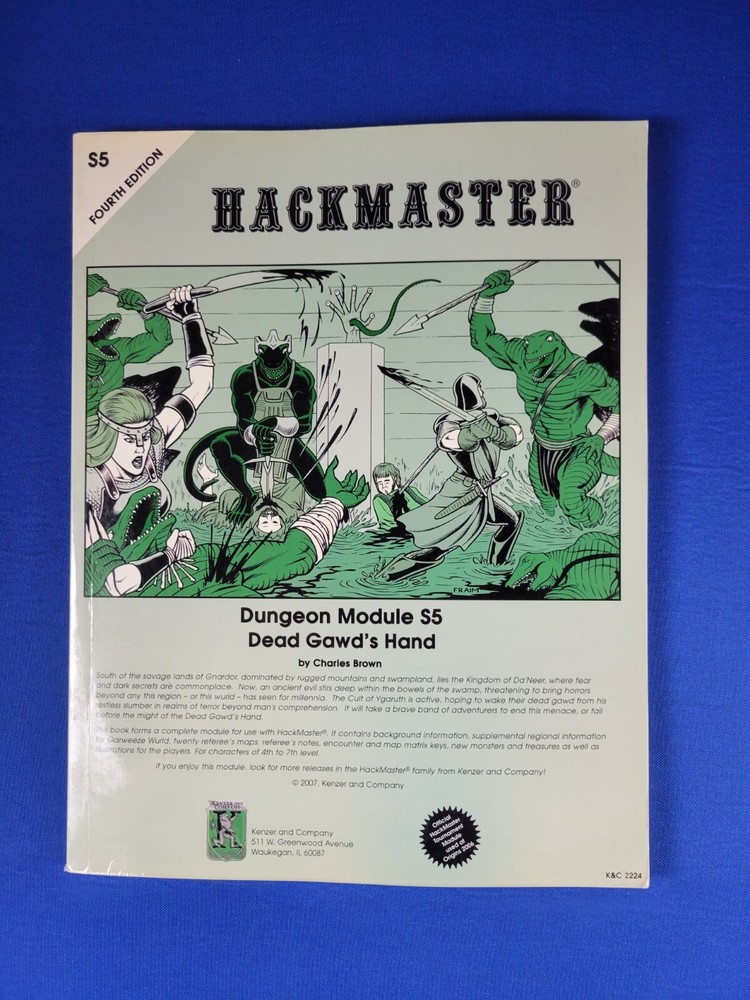 S5
FOURTH EDITION
HACKMASTER®
FRAIM
Dungeon Module S5
Dead Gawd's Hand
by Charles Brown
South of the savage lands of Gnardor, dominated by rugged mountains and swampland, lies the Kingdom of Da'Neer, where fear
and dark secrets are commonplace. Now, an ancient evil stirs deep within the bowels of the swamp, threatening to bring horrors
beyond any this region – or this wurld – has seen for millennia. The Cult of Ygaruth is active, hoping to wake their dead gawd from his
restless slumber in realms of terror beyond man's comprehension. It will take a brave band of adventurers to end this menace, or fall
before the might of the Dead Gawd's Hand.
This book forms a complete module for use with HackMaster®. It contains background information, supplemental regional information
for Garweeze Wurld, twenty referee's maps, referee's notes, encounter and map matrix keys, new monsters and treasures as well as
illustrations for the players. For characters of 4th to 7th level.
If you enjoy this module, look for more releases in the HackMaster® family from Kenzer and Company!
© 2007, Kenzer and Company
KENZER AND
COMPANY
Kenzer and Company
511 W. Greenwood Avenue
Waukegan, IL 60087
Official
HackMaster
Tournament
Module
used at
Origins 2006
K&C 2224